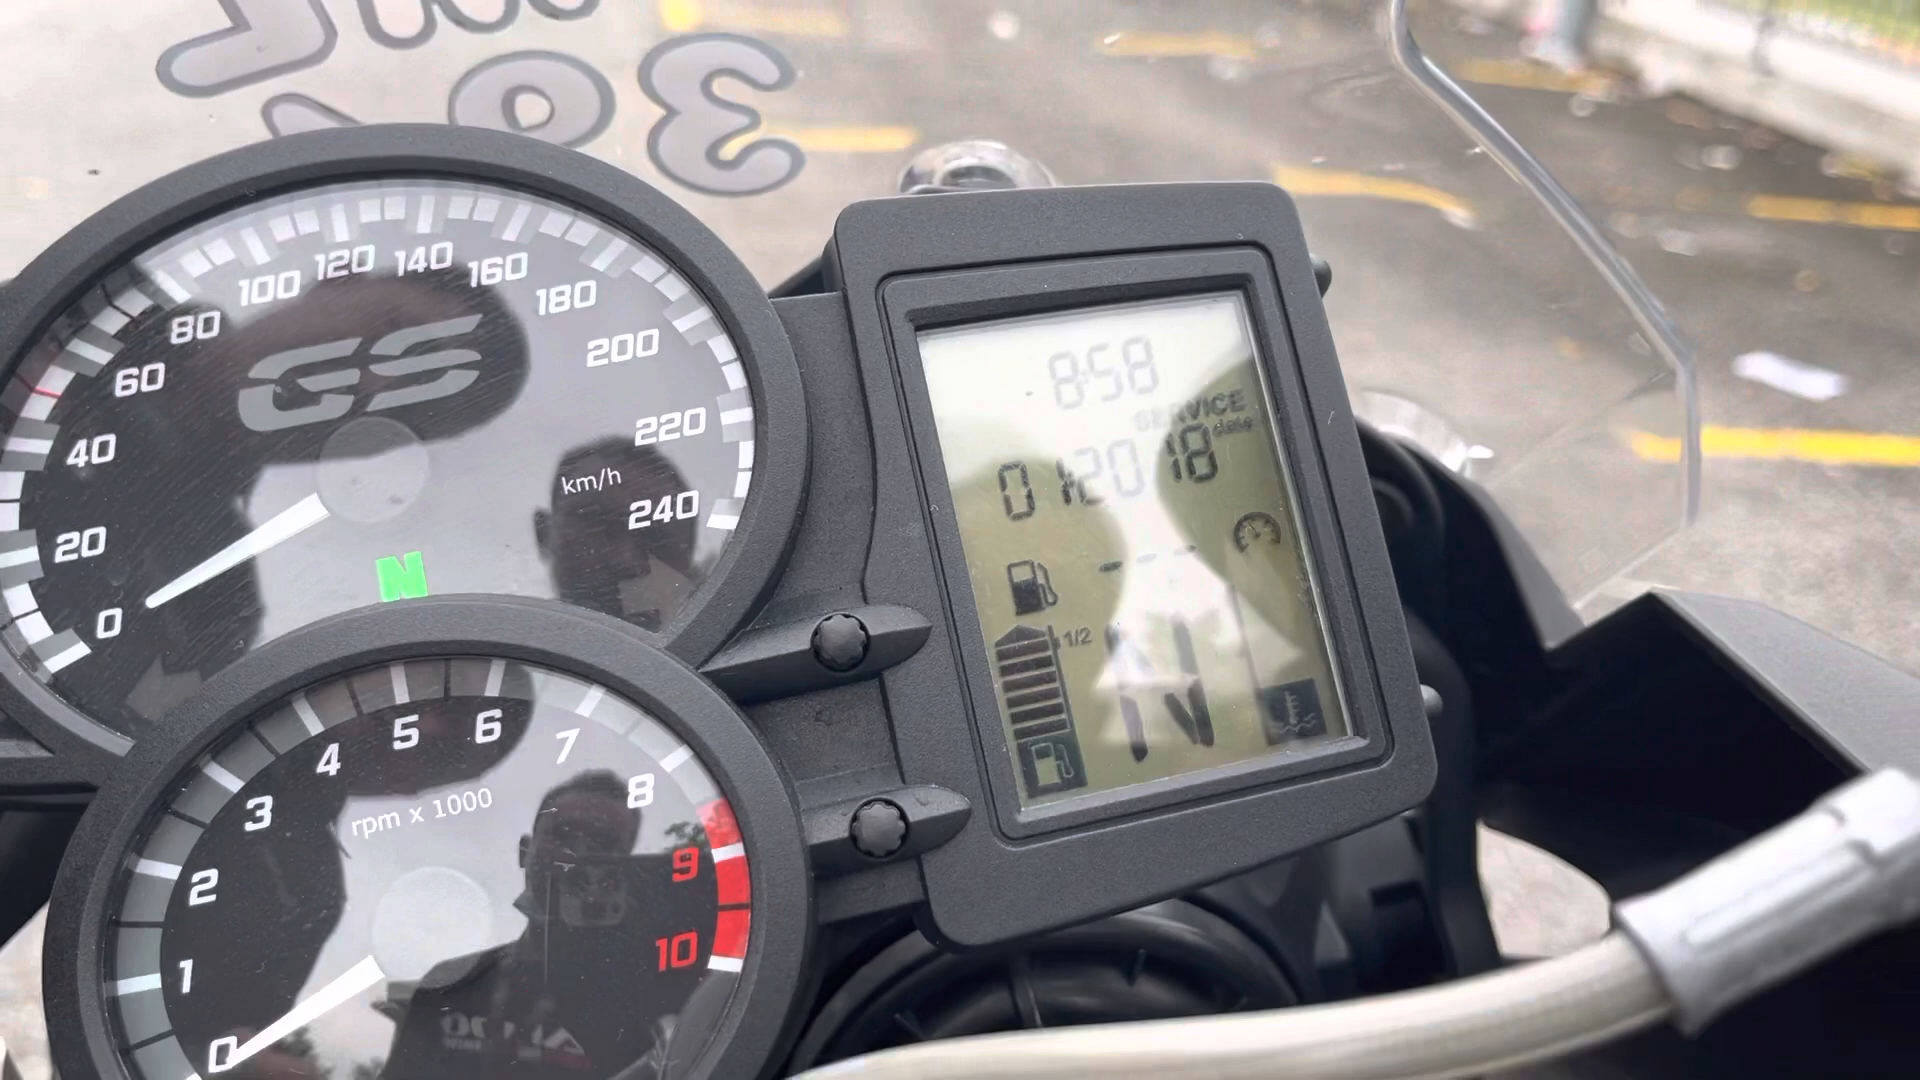 0 20 40 60 80 100 120 140 160 180 200 220 240
GS
km/h
N
0 1 2 3 4 5 6 7 8 9 10
rpm x 1000
8:58
SERVICE
date
01:2018
----
1/2
N